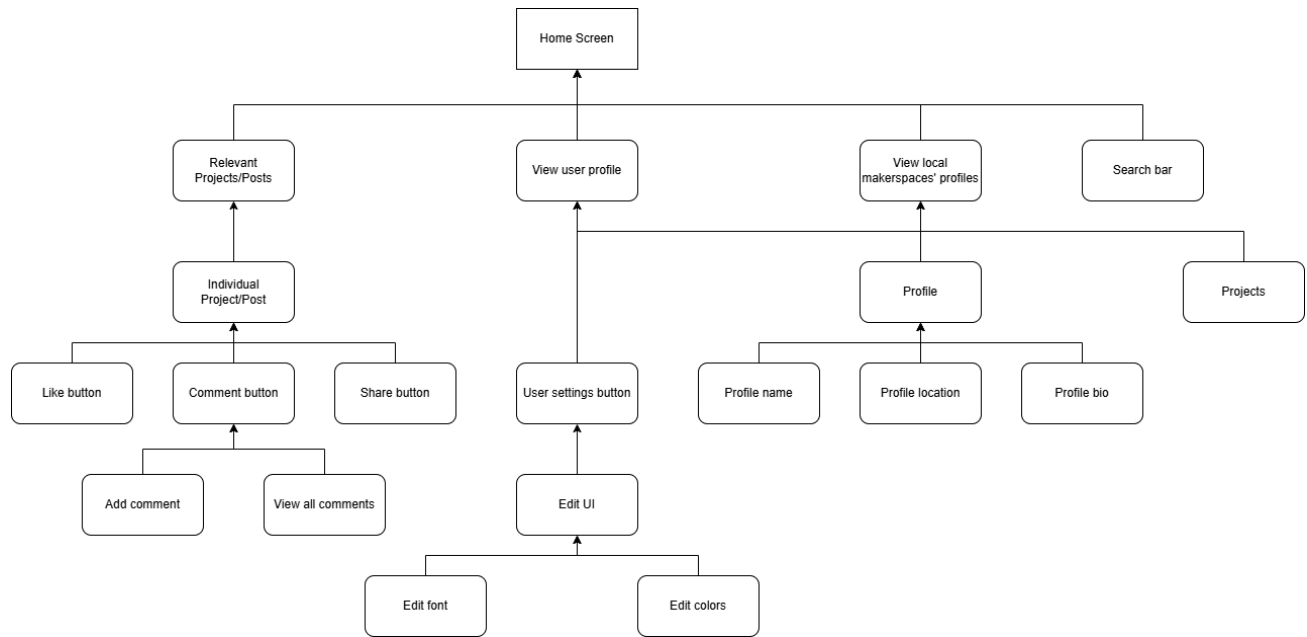 Home Screen
Relevant
Projects/Posts
View user profile
View local
makerspaces' profiles
Search bar
Individual
Project/Post
Profile
Projects
Like button
Comment button
Share button
User settings button
Profile name
Profile location
Profile bio
Add comment
View all comments
Edit UI
Edit font
Edit colors